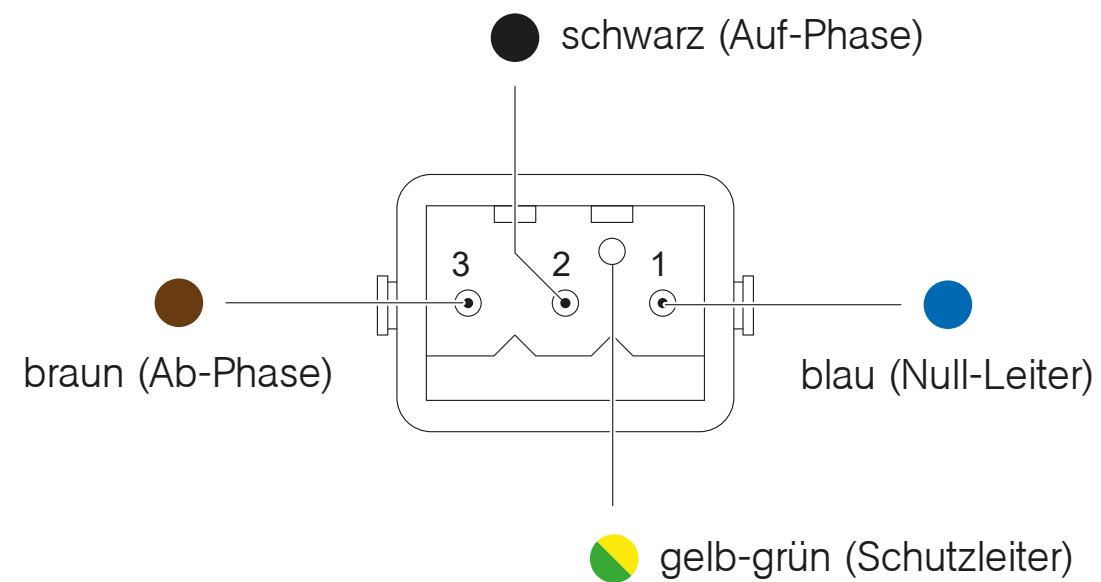 schwarz (Auf-Phase)
3 2 1
braun (Ab-Phase)
blau (Null-Leiter)
gelb-grün (Schutzleiter)